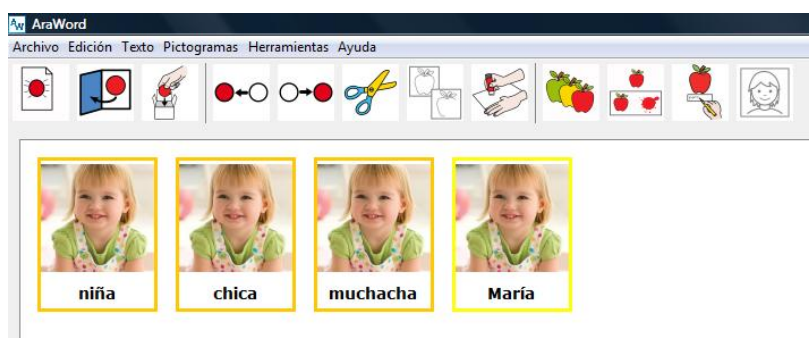 AraWord
Archivo Edición Texto Pictogramas Herramientas Ayuda
niña chica muchacha María